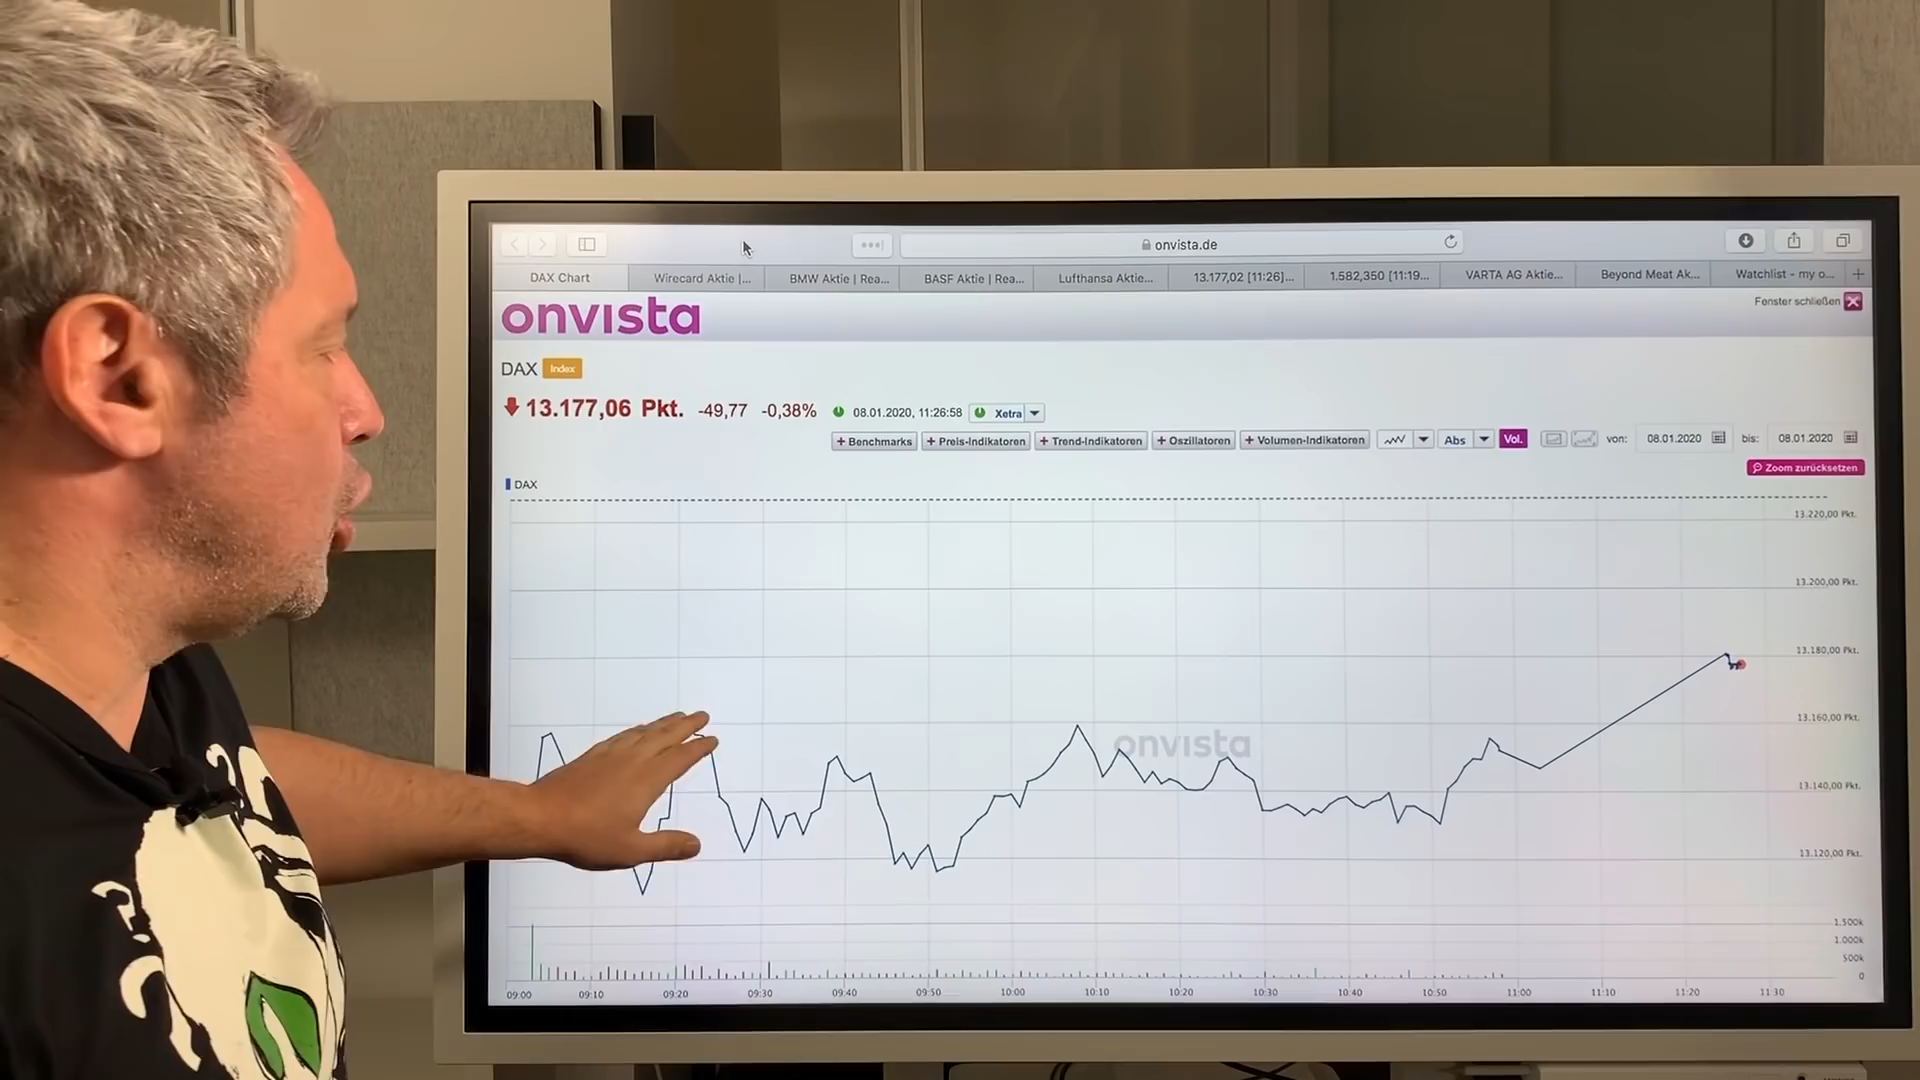 onvista.de
DAX Chart
Wirecard Aktie |...
BMW Aktie | Rea...
BASF Aktie | Rea...
Lufthansa Aktie...
13.177,02 [11:26]...
1.582,350 [11:19...
VARTA AG Aktie...
Beyond Meat Ak...
Watchlist - my o...
onvista
Fenster schließen
DAX Index
13.177,06 Pkt. -49,77 -0,38% 08.01.2020, 11:26:58 Xetra
+ Benchmarks + Preis-Indikatoren + Trend-Indikatoren + Oszillatoren + Volumen-Indikatoren Abs Vol. von: 08.01.2020 bis: 08.01.2020
Zoom zurücksetzen
DAX
13.220,00 Pkt.
13.200,00 Pkt.
13.180,00 Pkt.
13.160,00 Pkt.
onvista
13.140,00 Pkt.
13.120,00 Pkt.
1.500k
1.000k
500k
0
09:00 09:10 09:20 09:30 09:40 09:50 10:00 10:10 10:20 10:30 10:40 10:50 11:00 11:10 11:20 11:30